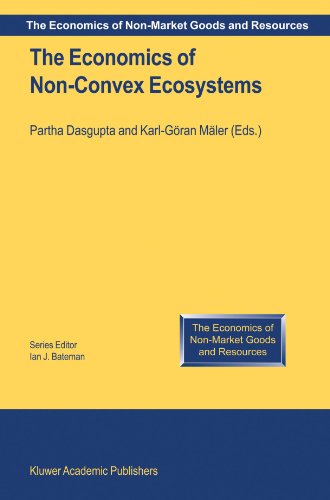 The Economics of Non-Market Goods and Resources
The Economics of
Non-Convex Ecosystems
Partha Dasgupta and Karl-Göran Mäler (Eds.)
Series Editor
Ian J. Bateman
The Economics of
Non-Market Goods
and Resources
Kluwer Academic Publishers